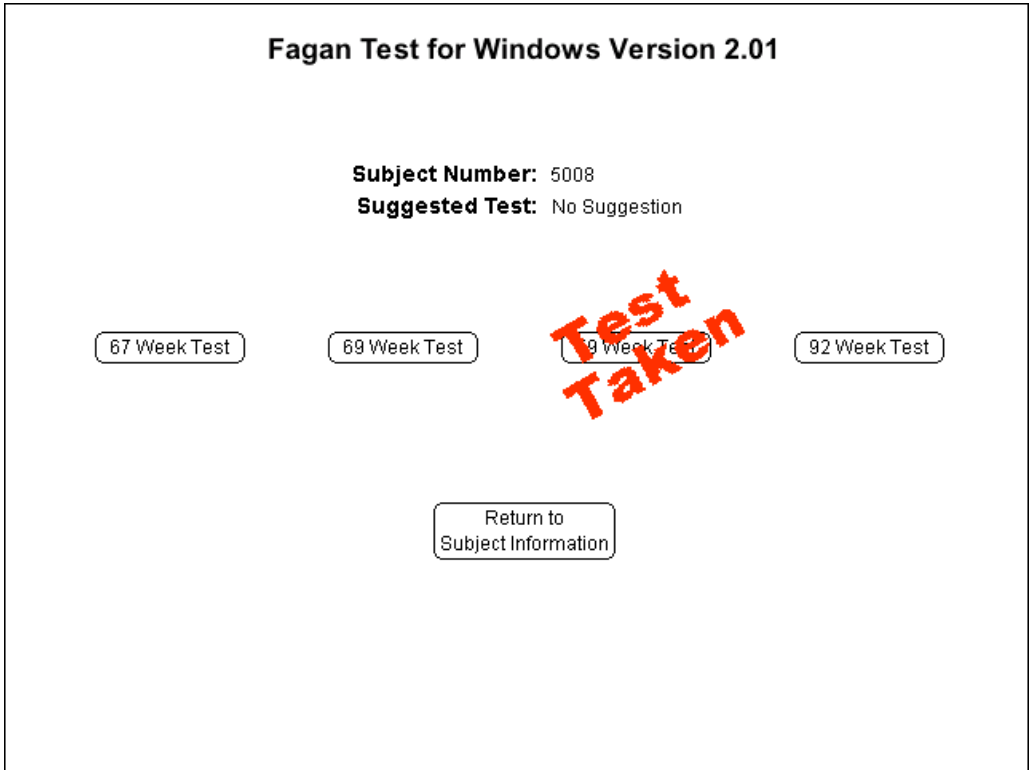 Fagan Test for Windows Version 2.01
Subject Number: 5008
Suggested Test: No Suggestion
67 Week Test
69 Week Test
Test Taken
92 Week Test
Return to
Subject Information